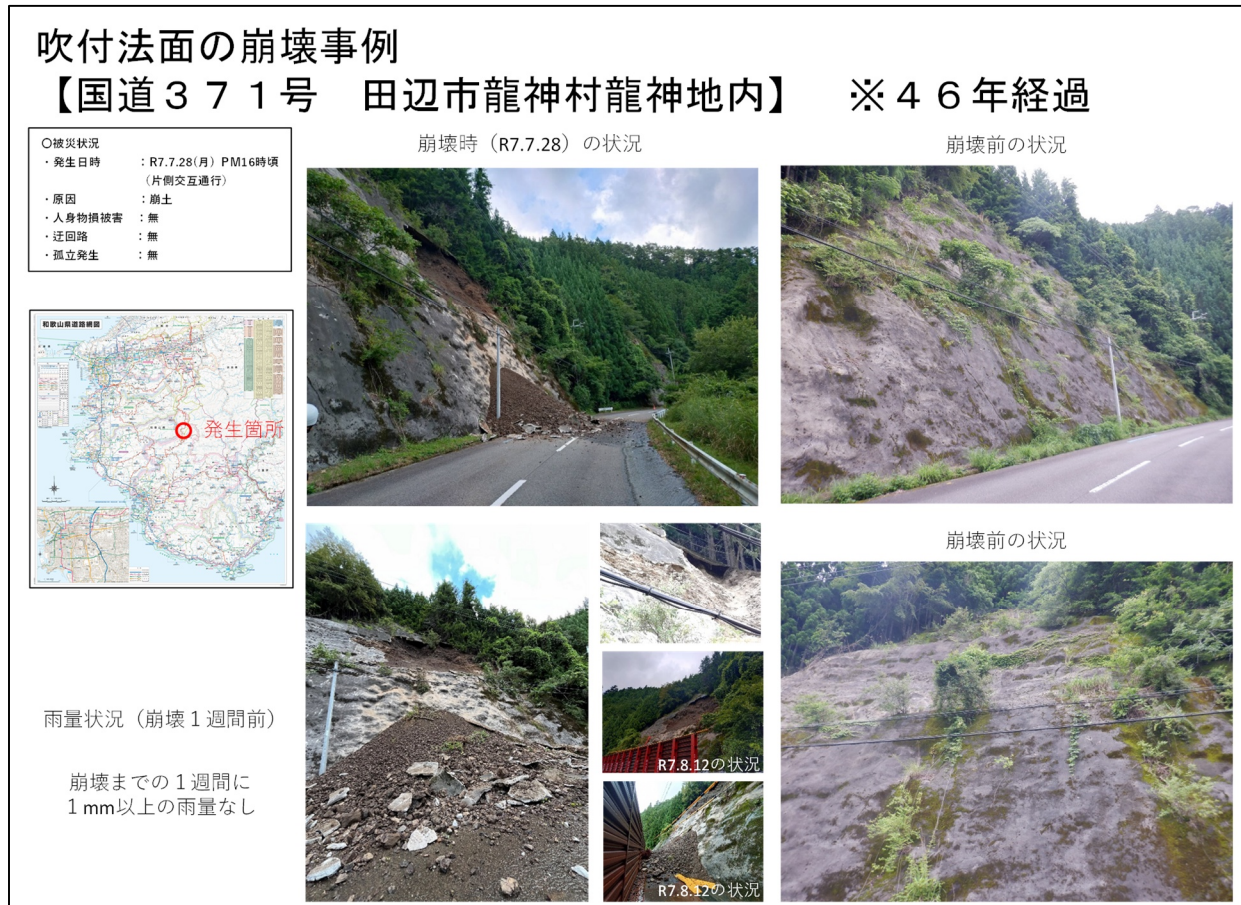 吹付法面の崩壊事例
【国道３７１号　田辺市龍神村龍神地内】　※４６年経過
〇被災状況
・発生日時　：R7.7.28(月) PM16時頃
（片側交互通行）
・原因　：崩土
・人身物損被害　：無
・迂回路　：無
・孤立発生　：無
崩壊時（R7.7.28）の状況
崩壊前の状況
和歌山県道路網図
発生箇所
崩壊前の状況
雨量状況（崩壊１週間前）
崩壊までの１週間に
１mm以上の雨量なし
R7.8.12の状況
R7.8.12の状況